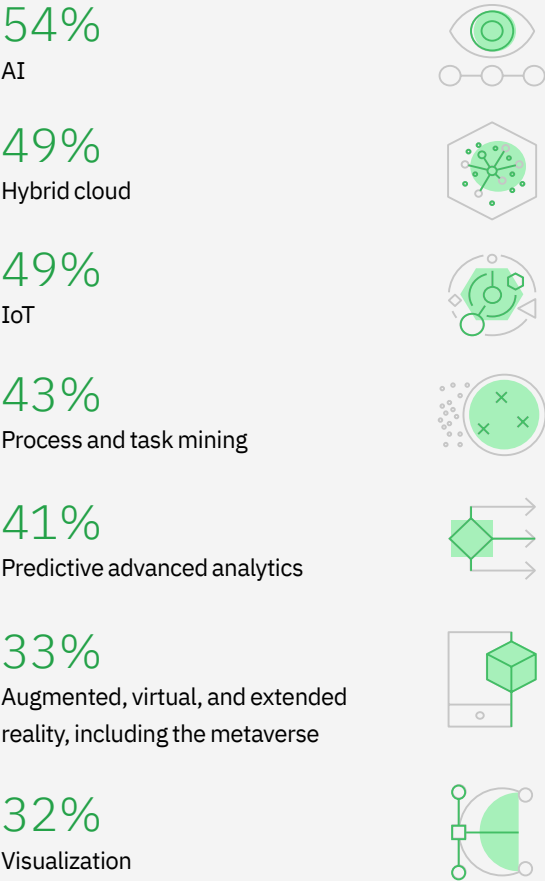 54%
AI
49%
Hybrid cloud
49%
IoT
43%
Process and task mining
41%
Predictive advanced analytics
33%
Augmented, virtual, and extended
reality, including the metaverse
32%
Visualization